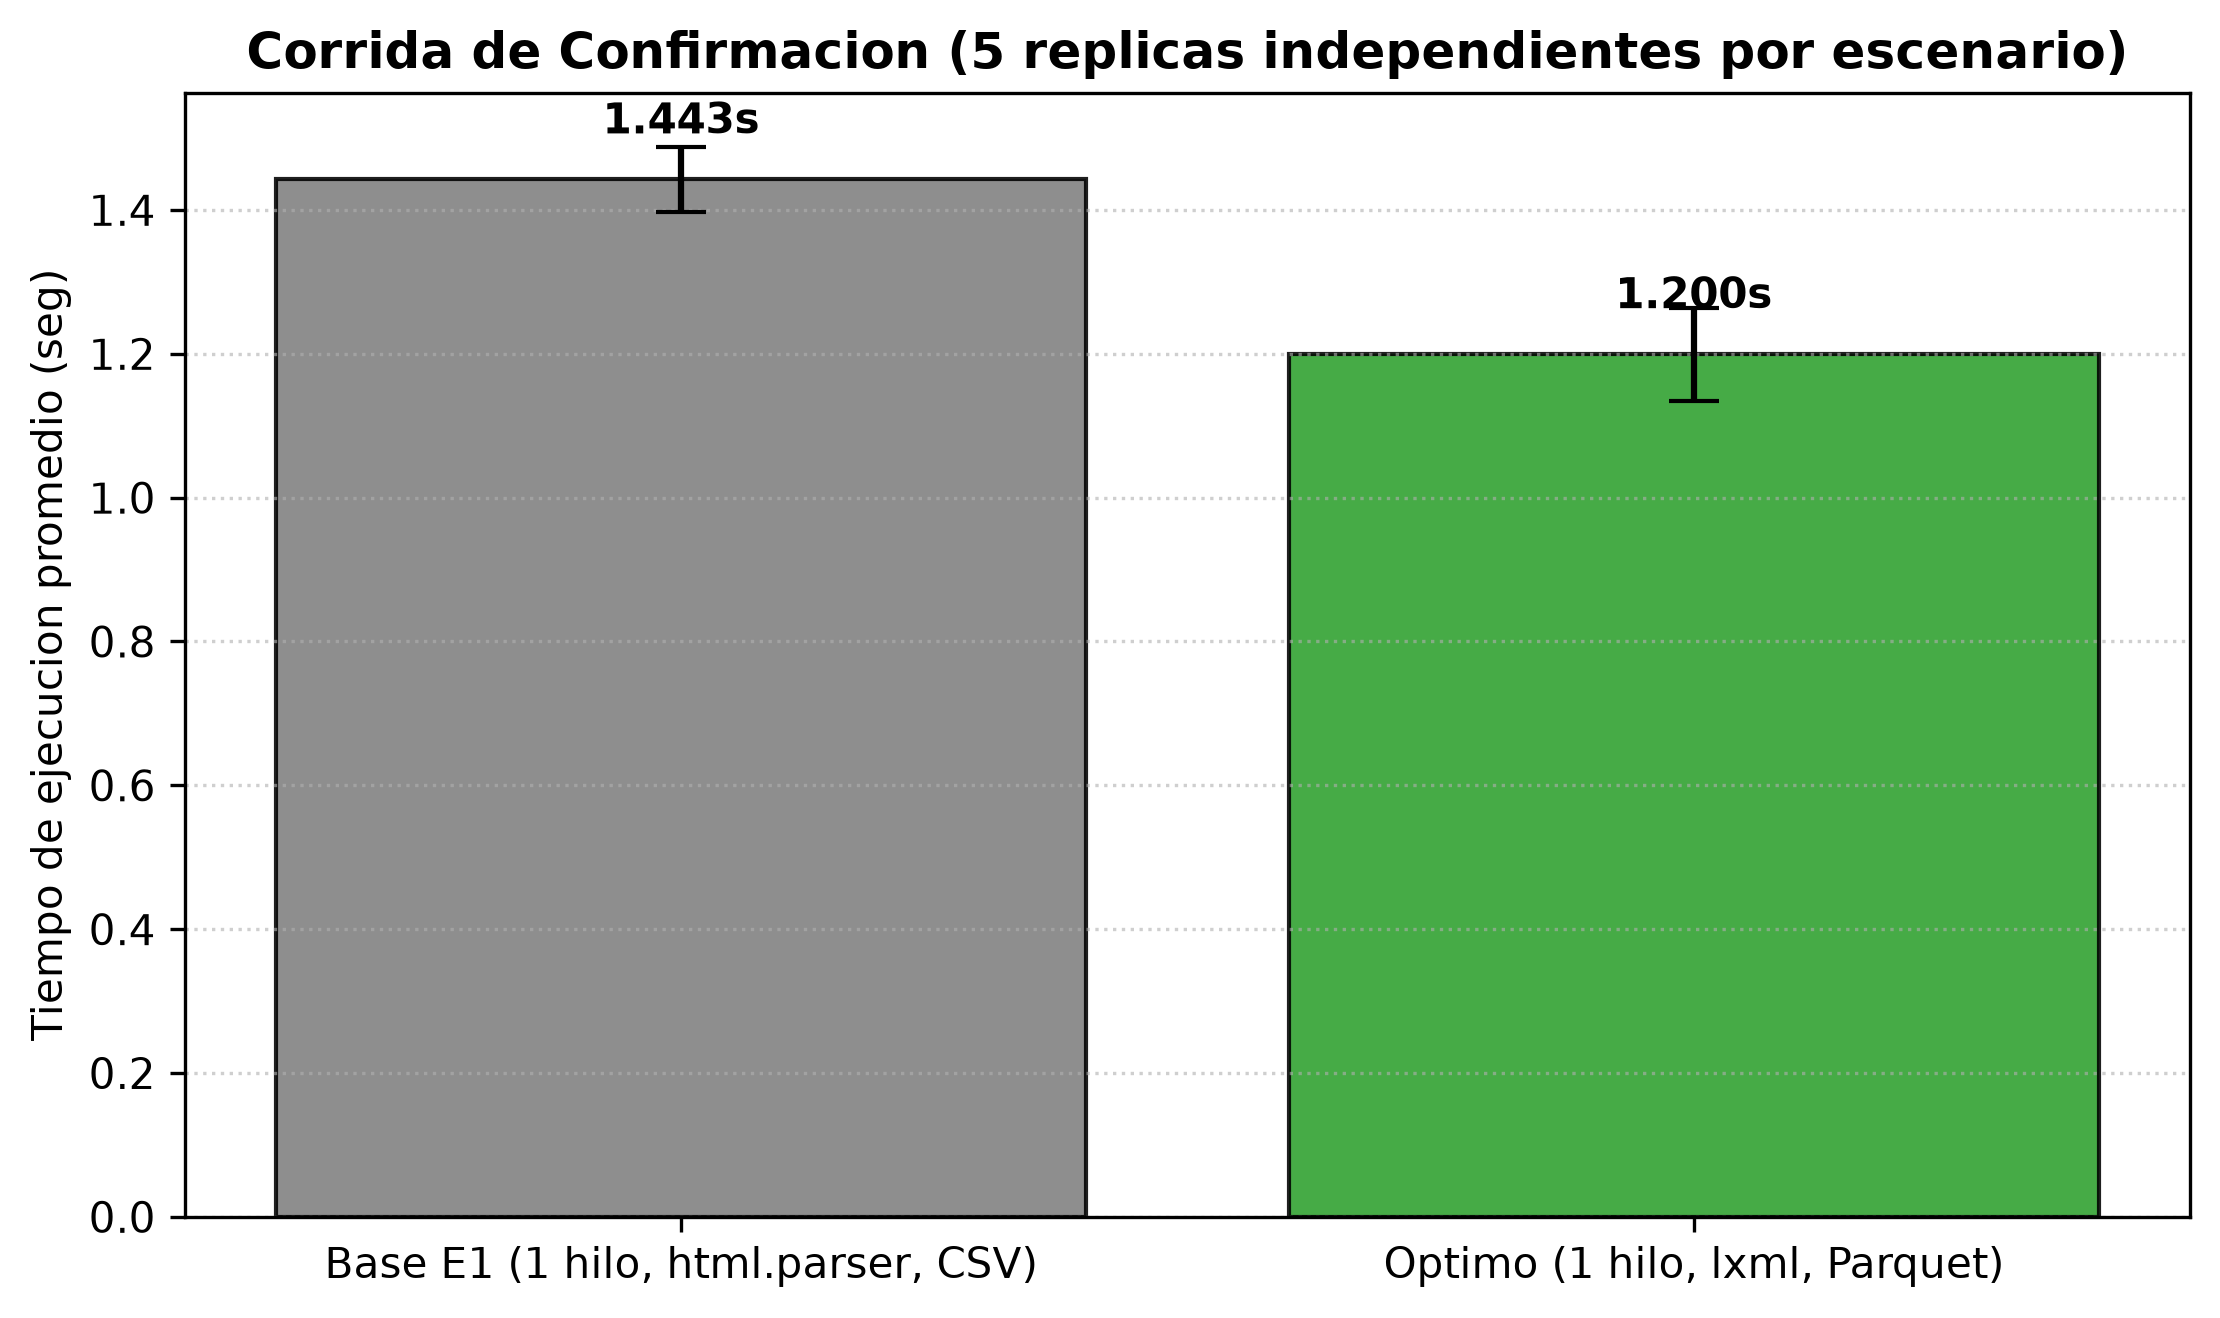 Corrida de Confirmacion (5 replicas independientes por escenario)
Tiempo de ejecucion promedio (seg)
1.4
1.2
1.0
0.8
0.6
0.4
0.2
0.0
1.443s
1.200s
Base E1 (1 hilo, html.parser, CSV)
Optimo (1 hilo, lxml, Parquet)